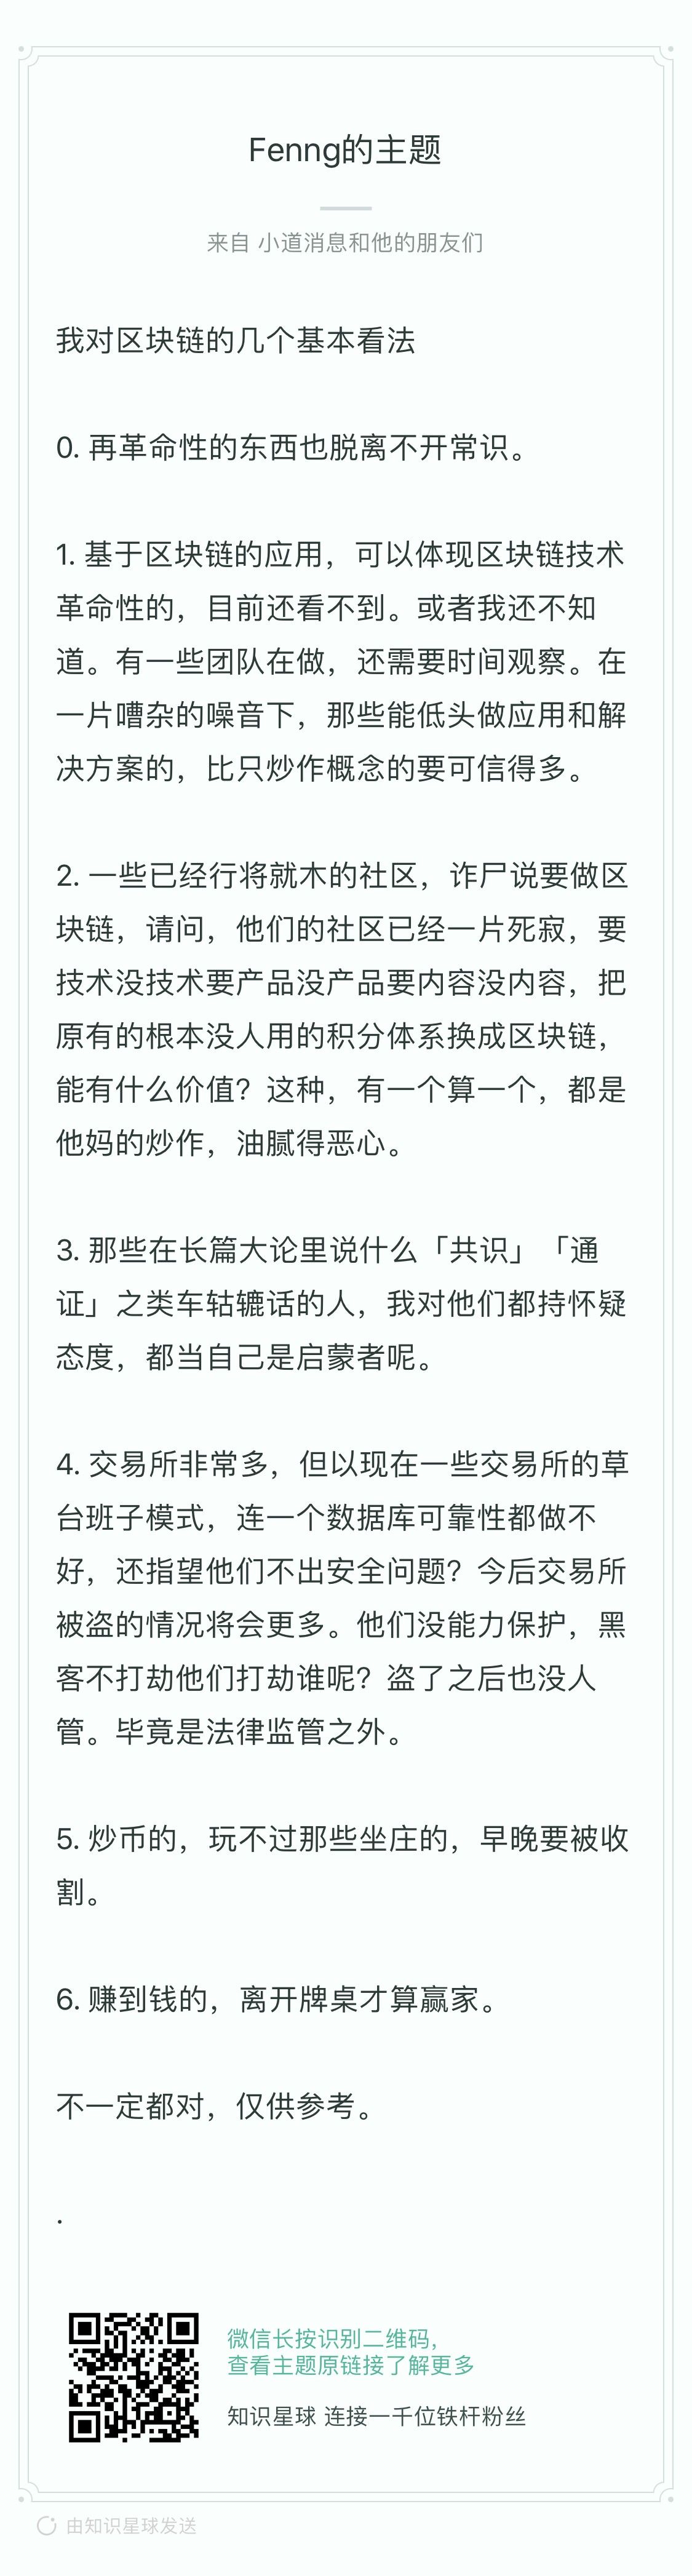 Fenng的主题
来自 小道消息和他的朋友们
我对区块链的几个基本看法
0. 再革命性的东西也脱离不开常识。
1. 基于区块链的应用，可以体现区块链技术
革命性的，目前还看不到。或者我还不知
道。有一些团队在做，还需要时间观察。在
一片嘈杂的噪音下，那些能低头做应用和解
决方案的，比只炒作概念的要可信得多。
2. 一些已经行将就木的社区，诈尸说要做区
块链，请问，他们的社区已经一片死寂，要
技术没技术要产品没产品要内容没内容，把
原有的根本没人用的积分体系换成区块链，
能有什么价值？这种，有一个算一个，都是
他妈的炒作，油腻得恶心。
3. 那些在长篇大论里说什么「共识」「通
证」之类车轱辘话的人，我对他们都持怀疑
态度，都当自己是启蒙者呢。
4. 交易所非常多，但以现在一些交易所的草
台班子模式，连一个数据库可靠性都做不
好，还指望他们不出安全问题？今后交易所
被盗的情况将会更多。他们没能力保护，黑
客不打劫他们打劫谁呢？盗了之后也没人
管。毕竟是法律监管之外。
5. 炒币的，玩不过那些坐庄的，早晚要被收
割。
6. 赚到钱的，离开牌桌才算赢家。
不一定都对，仅供参考。
.
微信长按识别二维码，
查看主题原链接了解更多
知识星球 连接一千位铁杆粉丝
由知识星球发送